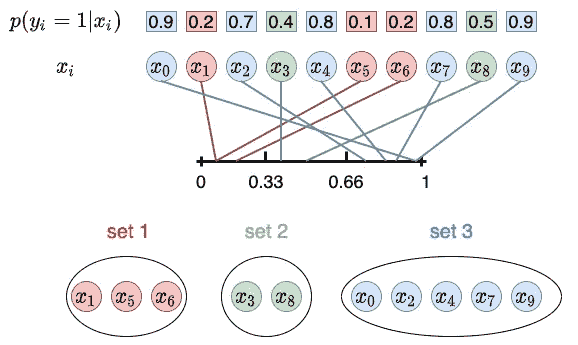 p(y_i = 1|x_i) 0.9 0.2 0.7 0.4 0.8 0.1 0.2 0.8 0.5 0.9
x_i x_0 x_1 x_2 x_3 x_4 x_5 x_6 x_7 x_8 x_9
0 0.33 0.66 1
set 1 set 2 set 3
x_1 x_5 x_6 x_3 x_8 x_0 x_2 x_4 x_7 x_9